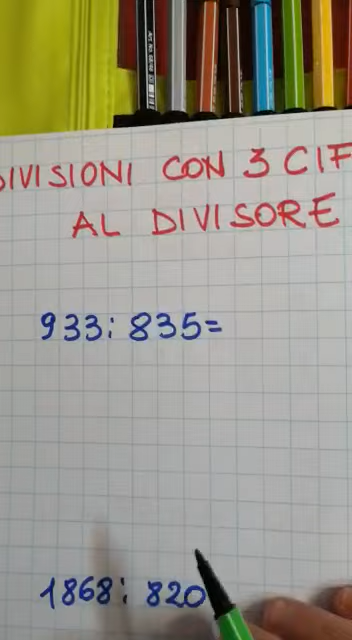 DIVISIONI CON 3 CIF
AL DIVISORE
933: 835=
1868: 820